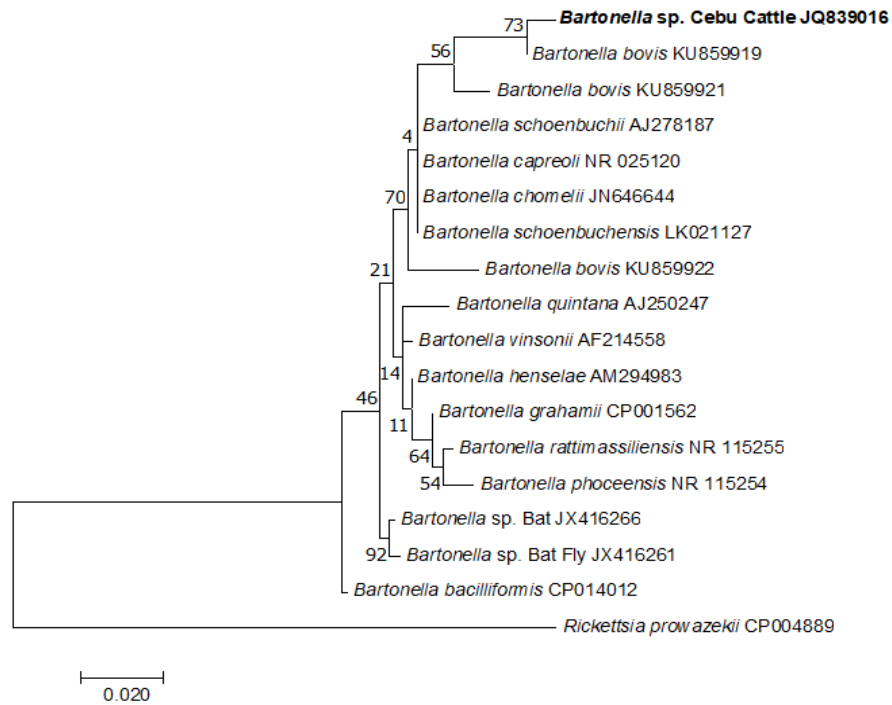 Bartonella sp. Cebu Cattle JQ839016
73
Bartonella bovis KU859919
56
Bartonella bovis KU859921
Bartonella schoenbuchii AJ278187
4
Bartonella capreoli NR 025120
Bartonella chomelii JN646644
70
Bartonella schoenbuchensis LK021127
Bartonella bovis KU859922
21
Bartonella quintana AJ250247
Bartonella vinsonii AF214558
14
Bartonella henselae AM294983
46
Bartonella grahamii CP001562
11
Bartonella rattimassiliensis NR 115255
64
Bartonella phoceensis NR 115254
54
Bartonella sp. Bat JX416266
Bartonella sp. Bat Fly JX416261
92
Bartonella bacilliformis CP014012
Rickettsia prowazekii CP004889
0.020